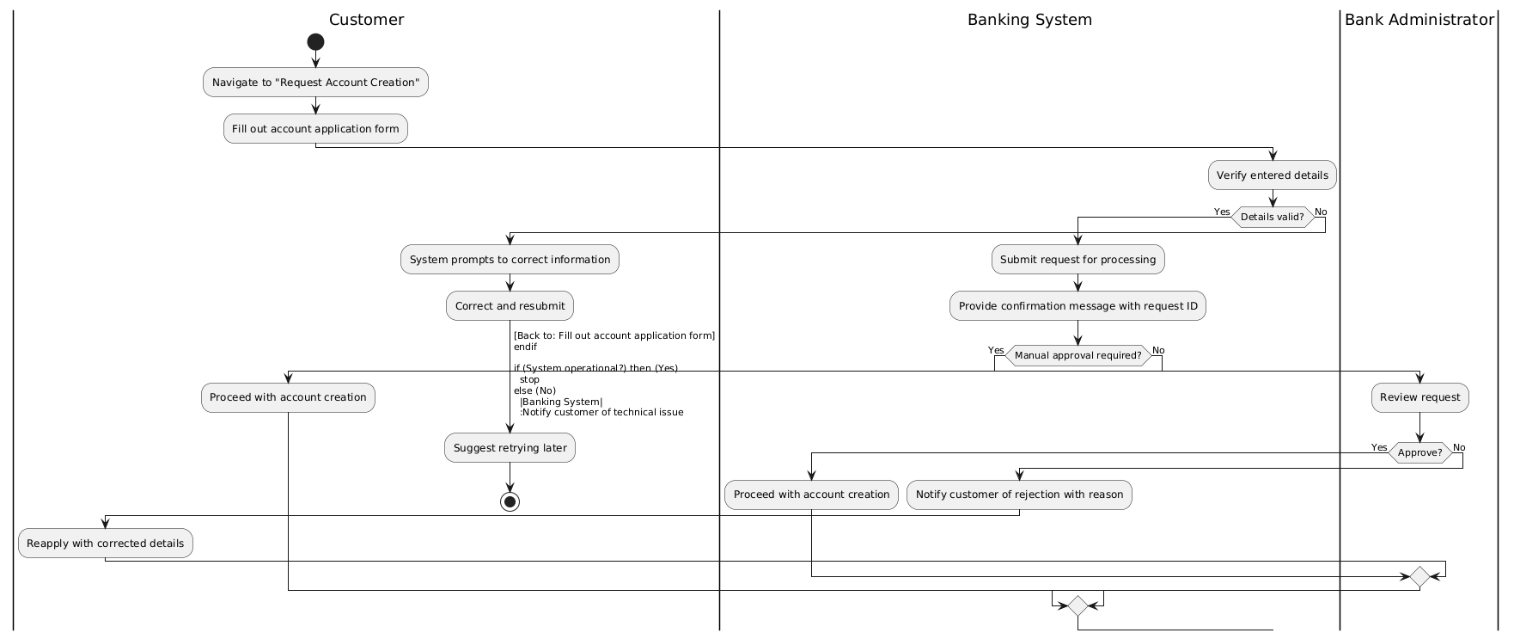 Customer
Banking System
Bank Administrator
Navigate to "Request Account Creation"
Fill out account application form
Verify entered details
Yes
Details valid?
No
System prompts to correct information
Submit request for processing
Correct and resubmit
Provide confirmation message with request ID
[Back to: Fill out account application form]
endif
Yes
Manual approval required?
No
if (System operational?) then (Yes)
stop
else (No)
|Banking System|
:Notify customer of technical issue
Proceed with account creation
Review request
Suggest retrying later
Yes
Approve?
No
Proceed with account creation
Notify customer of rejection with reason
Reapply with corrected details